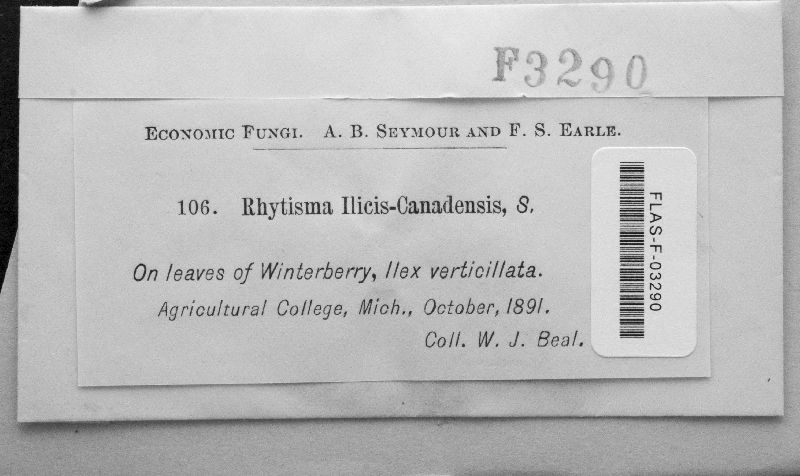 F3290
ECONOMIC FUNGI. A. B. SEYMOUR AND F. S. EARLE.
106. Rhytisma Ilicis-Canadensis, S.
On leaves of Winterberry, Ilex verticillata.
Agricultural College, Mich., October, 1891.
Coll. W. J. Beal.
FLAS-F-03290